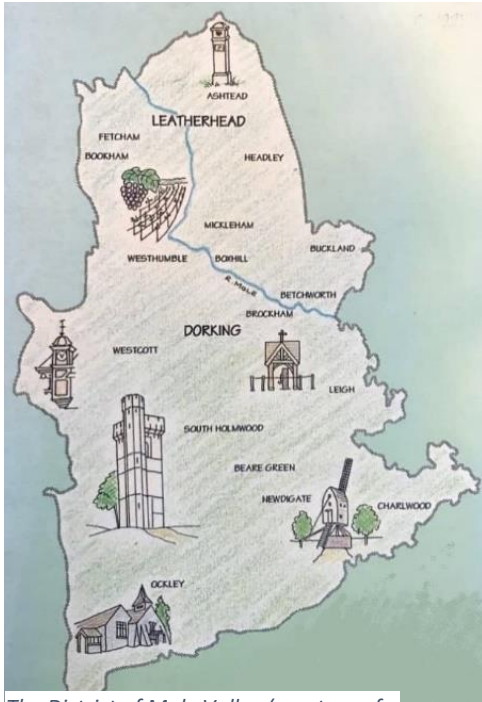 ASHTEAD
LEATHERHEAD
FETCHAM
BOOKHAM
HEADLEY
MICKLEHAM
BUCKLAND
WESTHUMBLE
BOXHILL
R. MOLE
BETCHWORTH
BROCKHAM
DORKING
WESTCOTT
LEIGH
SOUTH HOLMWOOD
BEARE GREEN
NEWDIGATE
CHARLWOOD
OCKLEY